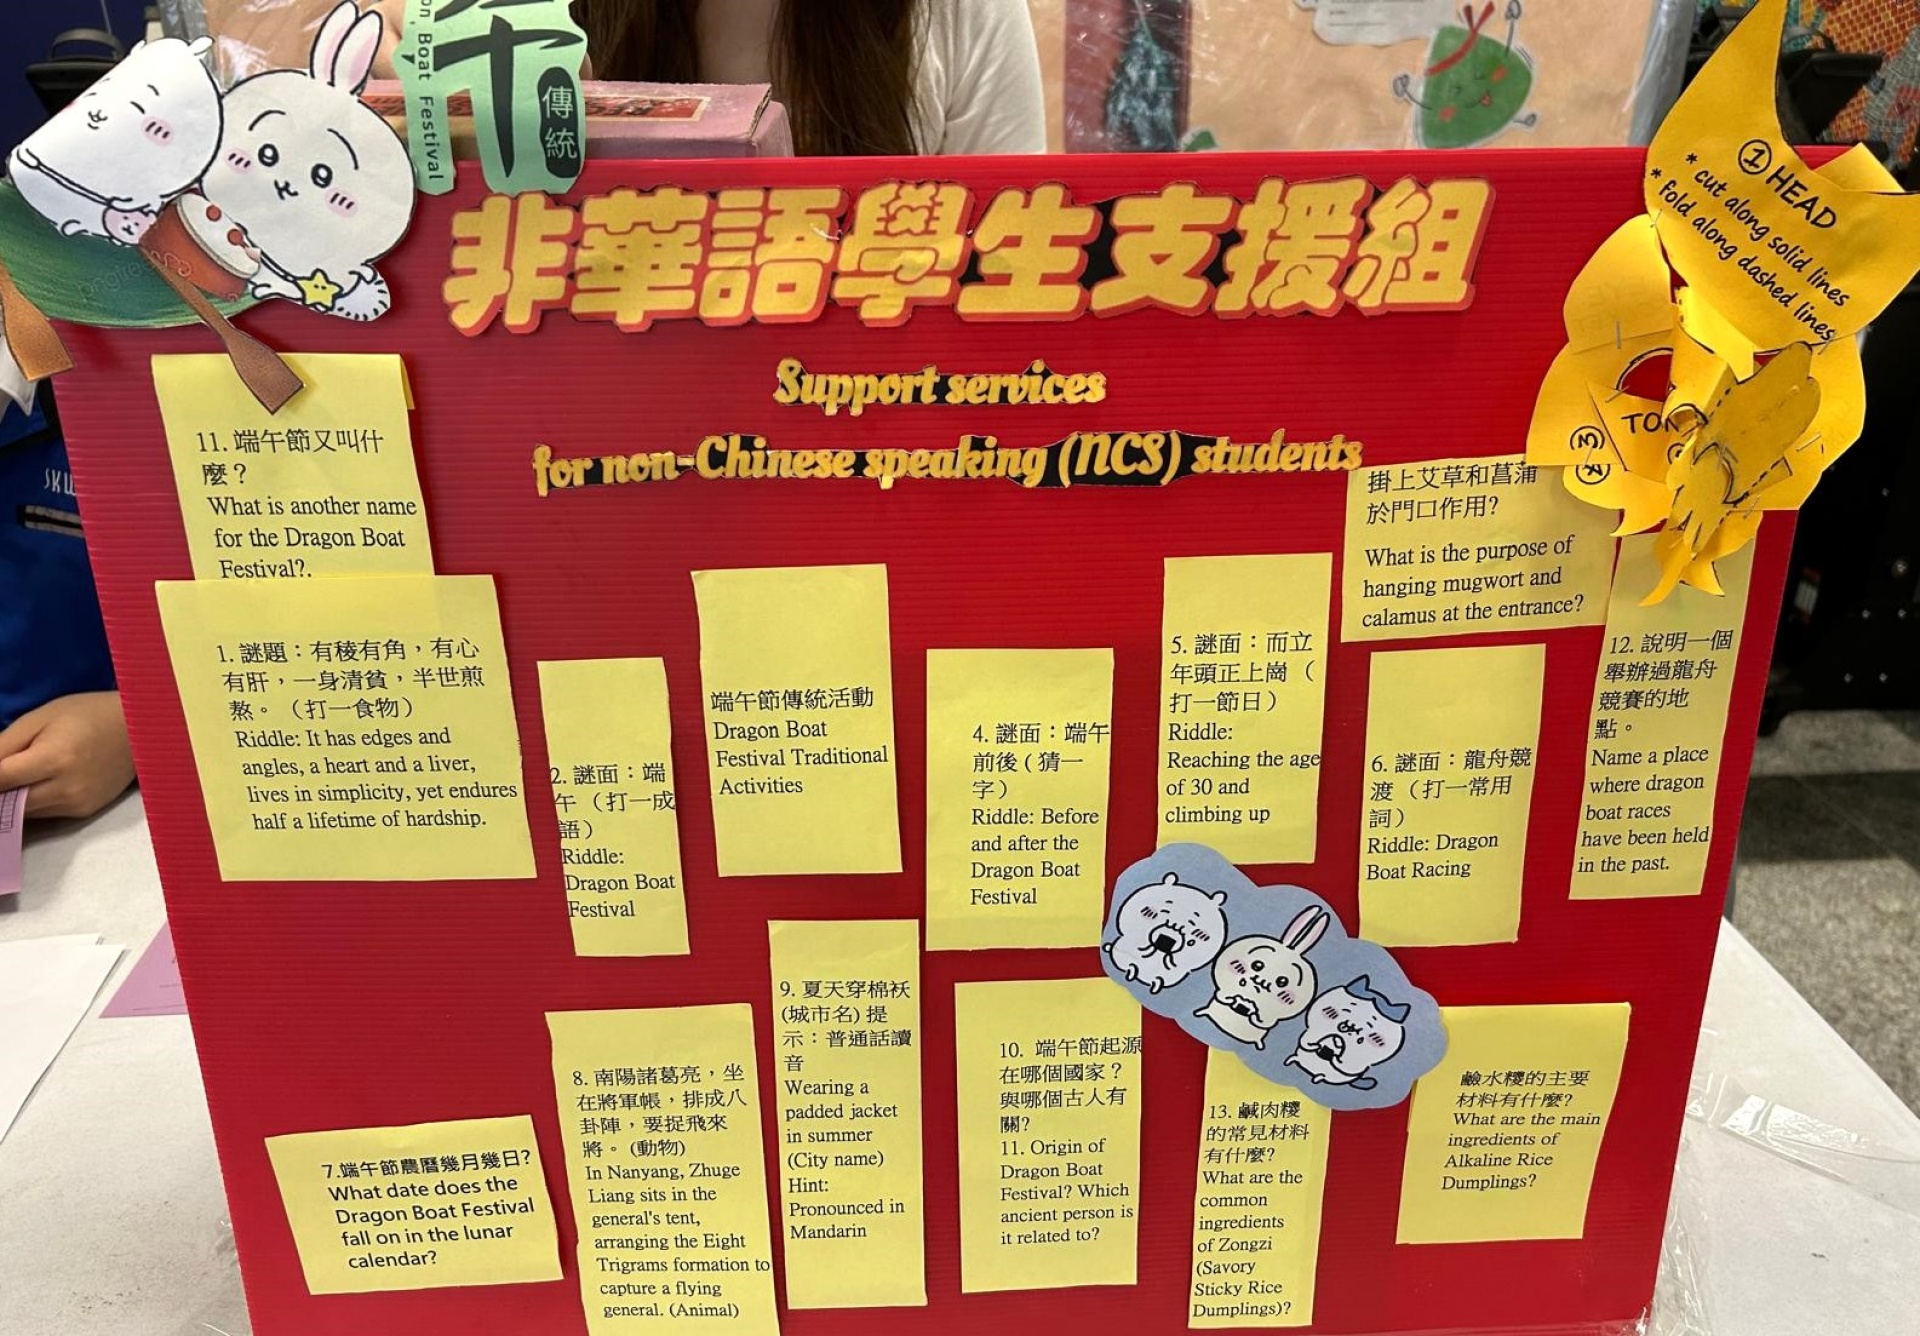 Boat Festival
傳統
非華語學生支援組
Support services
for non-Chinese speaking (NCS) students
① HEAD
* cut along solid lines
* fold along dashed lines
11. 端午節又叫什
麼？
What is another name
for the Dragon Boat
Festival?.
1. 謎題：有稜有角，有心
有肝，一身清貧，半世煎
熬。（打一食物）
Riddle: It has edges and
angles, a heart and a liver,
lives in simplicity, yet endures
half a lifetime of hardship.
2. 謎面：端
午（打一成
語）
Riddle:
Dragon Boat
Festival
端午節傳統活動
Dragon Boat
Festival Traditional
Activities
4. 謎面：端午
前後 ( 猜一
字）
Riddle: Before
and after the
Dragon Boat
Festival
5. 謎面：而立
年頭正上崗（
打一節日）
Riddle:
Reaching the age
of 30 and
climbing up
掛上艾草和菖蒲
於門口作用?
What is the purpose of
hanging mugwort and
calamus at the entrance?
6. 謎面：龍舟競
渡（打一常用
詞）
Riddle: Dragon
Boat Racing
12. 說明一個
舉辦過龍舟
競賽的地
點。
Name a place
where dragon
boat races
have been held
in the past.
7.端午節農曆幾月幾日?
What date does the
Dragon Boat Festival
fall on in the lunar
calendar?
8. 南陽諸葛亮，坐
在將軍帳，排成八
卦陣，要捉飛來
將。(動物)
In Nanyang, Zhuge
Liang sits in the
general's tent,
arranging the Eight
Trigrams formation to
capture a flying
general. (Animal)
9. 夏天穿棉袄
(城市名) 提
示：普通話讀
音
Wearing a
padded jacket
in summer
(City name)
Hint:
Pronounced in
Mandarin
10. 端午節起源
在哪個國家？
與哪個古人有
關?
11. Origin of
Dragon Boat
Festival? Which
ancient person is
it related to?
13. 鹹肉糭
的常見材料
有什麼?
What are the
common
ingredients
of Zongzi
(Savory
Sticky Rice
Dumplings)?
鹼水糭的主要
材料有什麼?
What are the main
ingredients of
Alkaline Rice
Dumplings?